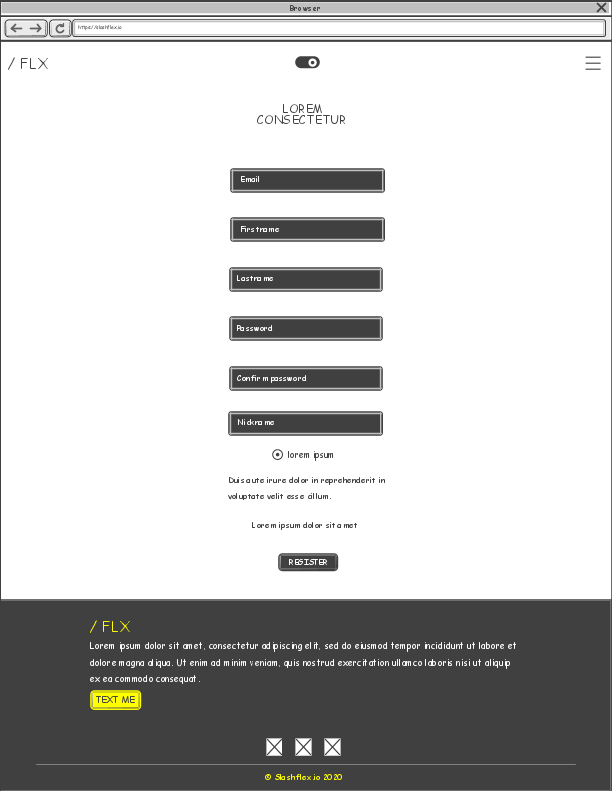 Browser
https://slashflex.io
/ FLX
LOREM
CONSECTETUR
Email
Firstname
Lastname
Password
Confirm password
Nickname
lorem ipsum
Duis aute irure dolor in reprehenderit in
voluptate velit esse cillum.
Lorem ipsum dolor sit amet
REGISTER
/ FLX
Lorem ipsum dolor sit amet, consectetur adipiscing elit, sed do eiusmod tempor incididunt ut labore et
dolore magna aliqua. Ut enim ad minim veniam, quis nostrud exercitation ullamco laboris nisi ut aliquip
ex ea commodo consequat.
TEXT ME
© Slashflex.io 2020